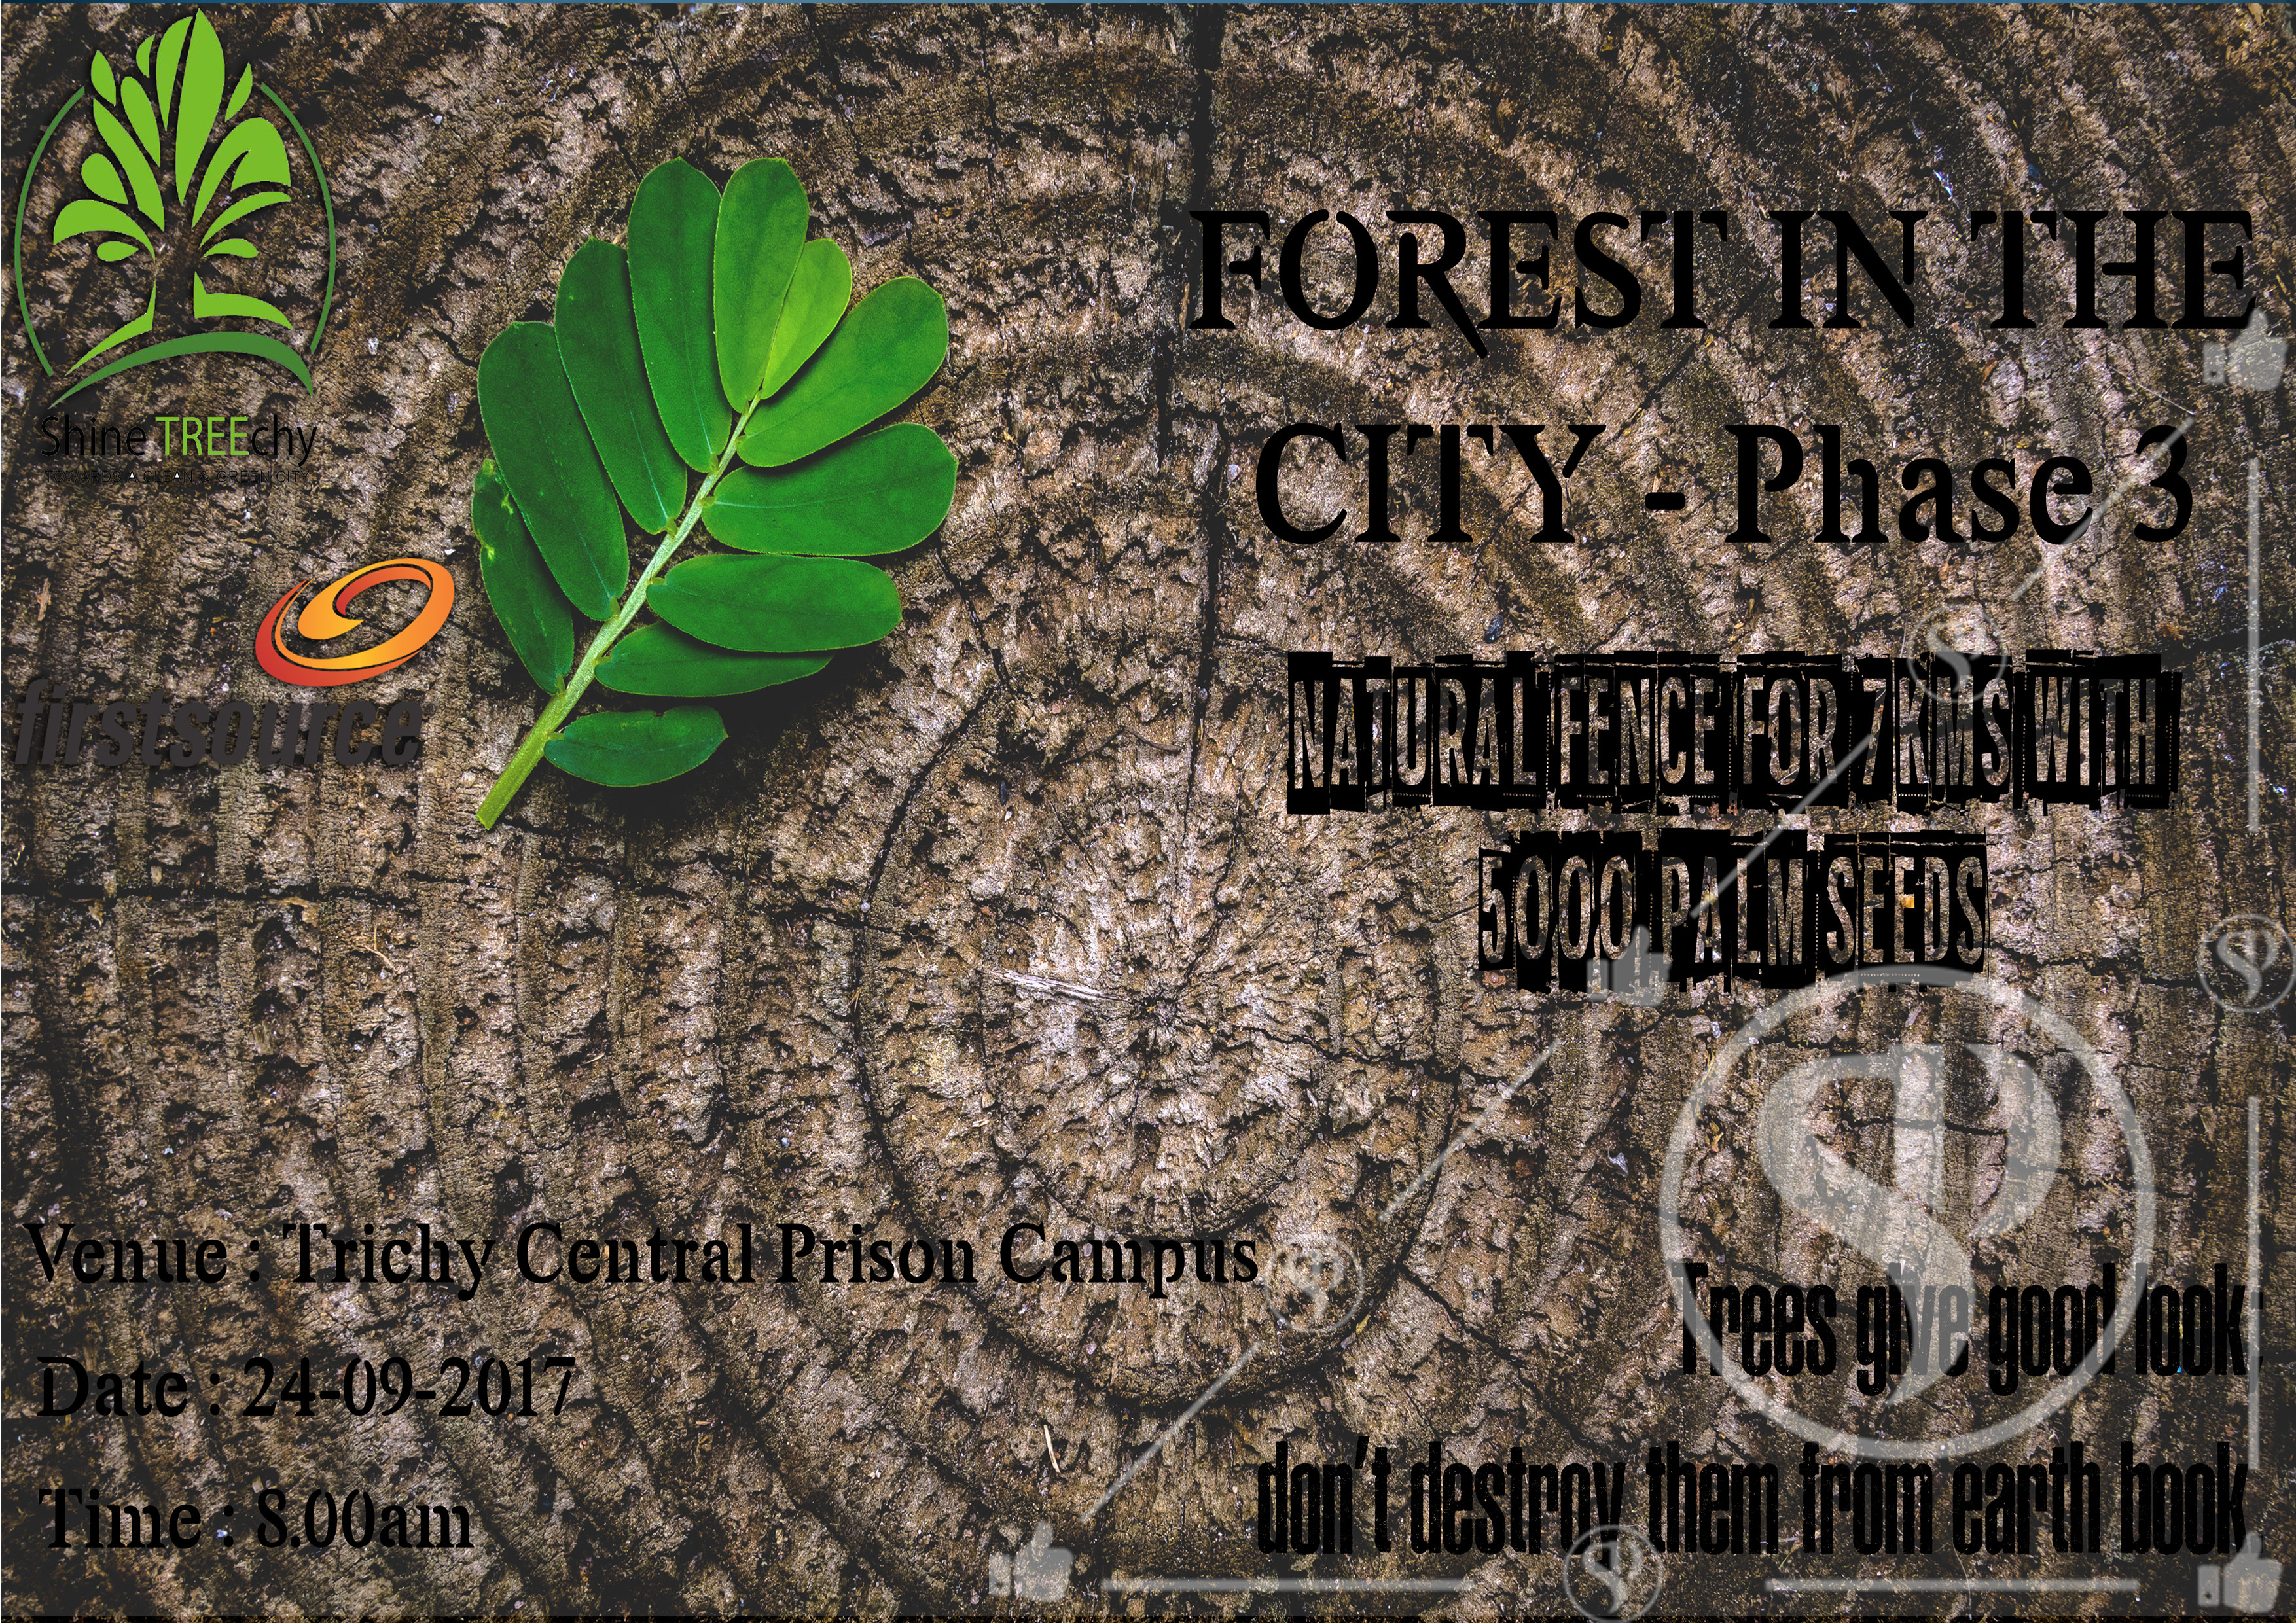 FOREST IN THE
CITY - Phase 3
Shine TREEchy
firstsource
NATURAL FENCE FOR 7KMS WITH
5000 PALM SEEDS
Venue : Trichy Central Prison Campus
Date : 24-09-2017
Time : 8.00am
Trees give good look
don't destroy them from earth book